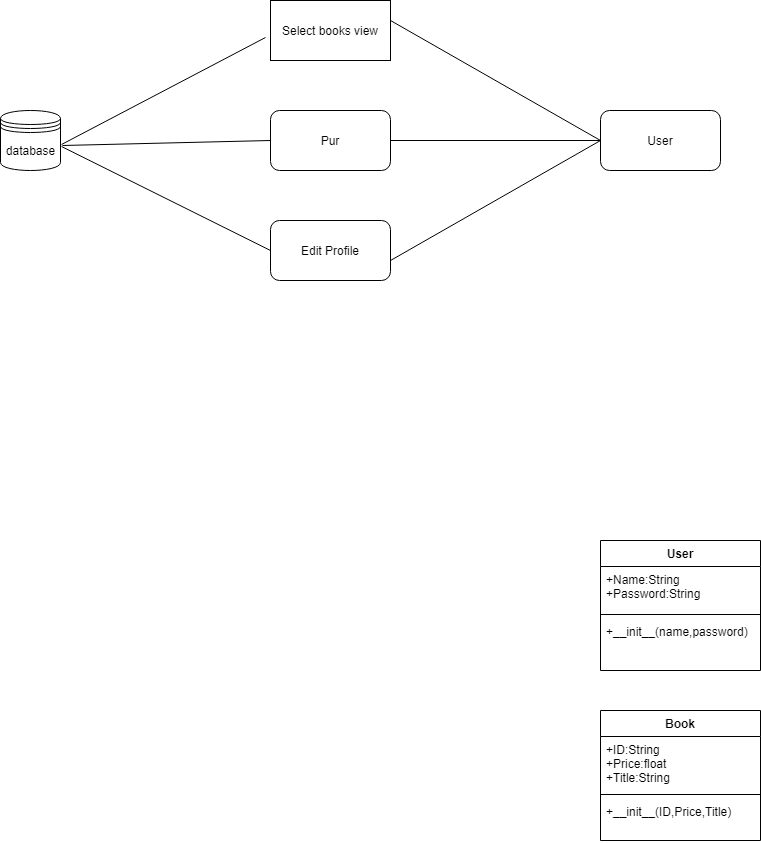 Select books view
database
Pur
User
Edit Profile
User
+Name:String
+Password:String
+__init__(name,password)
Book
+ID:String
+Price:float
+Title:String
+__init__(ID,Price,Title)